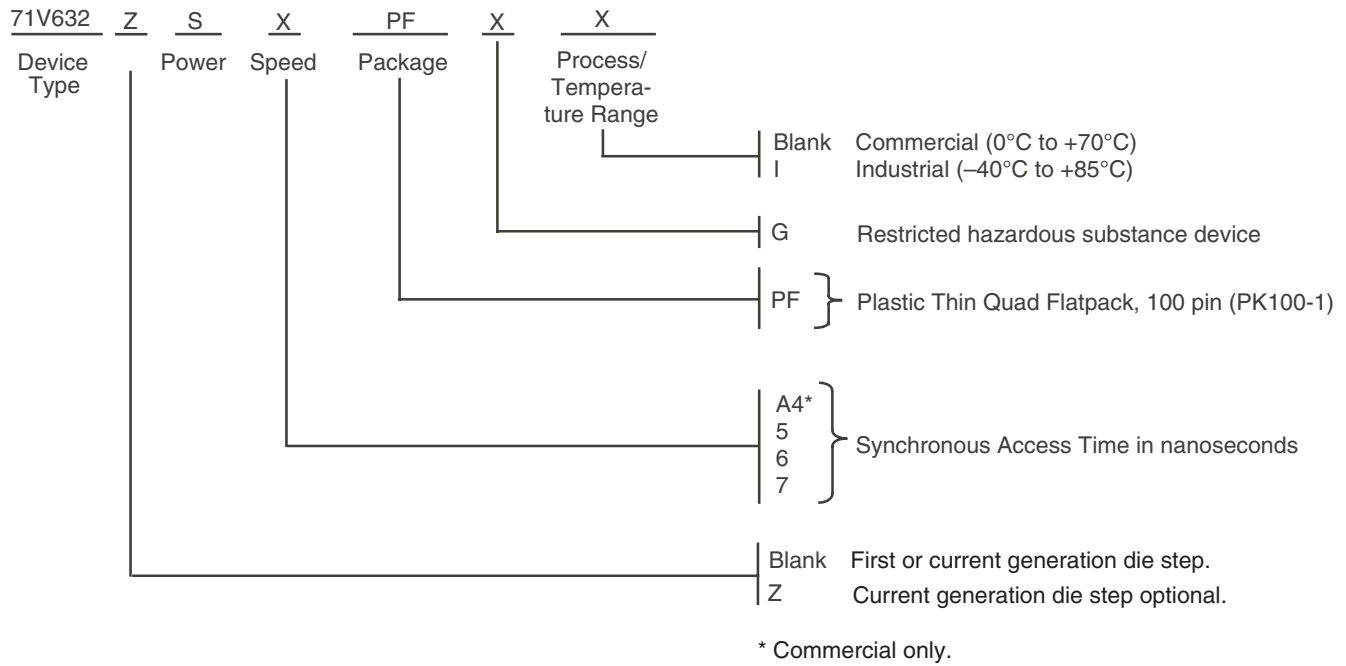 71V632 Z S X PF X X
Device Type
Power
Speed
Package
Process/
Tempera-
ture Range
Blank Commercial (0°C to +70°C)
I Industrial (–40°C to +85°C)
G Restricted hazardous substance device
PF Plastic Thin Quad Flatpack, 100 pin (PK100-1)
A4*
5
6
7
Synchronous Access Time in nanoseconds
Blank First or current generation die step.
Z Current generation die step optional.
* Commercial only.